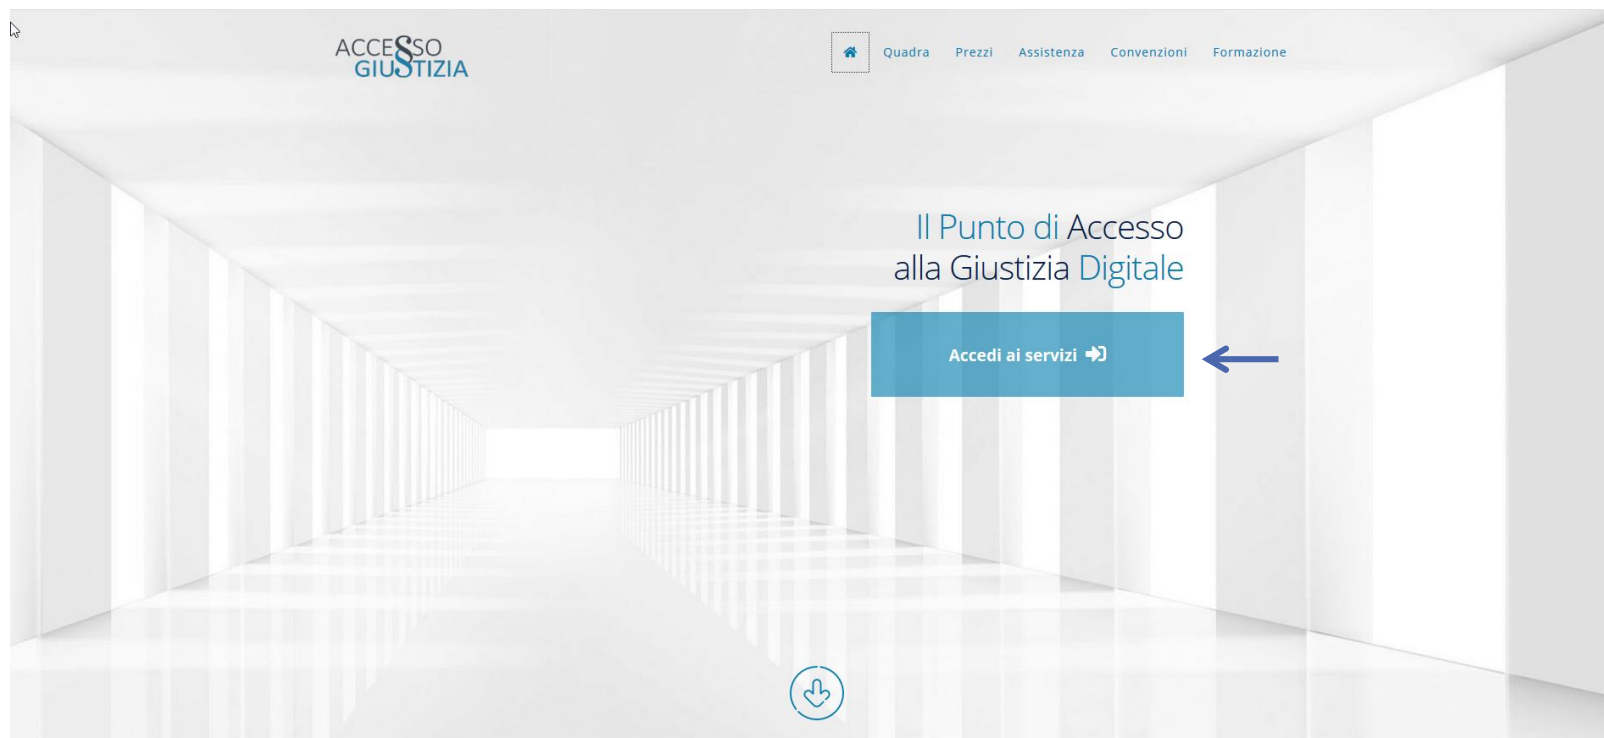 ACCESSO
GIUSTIZIA
Quadra Prezzi Assistenza Convenzioni Formazione
Il Punto di Accesso
alla Giustizia Digitale
Accedi ai servizi